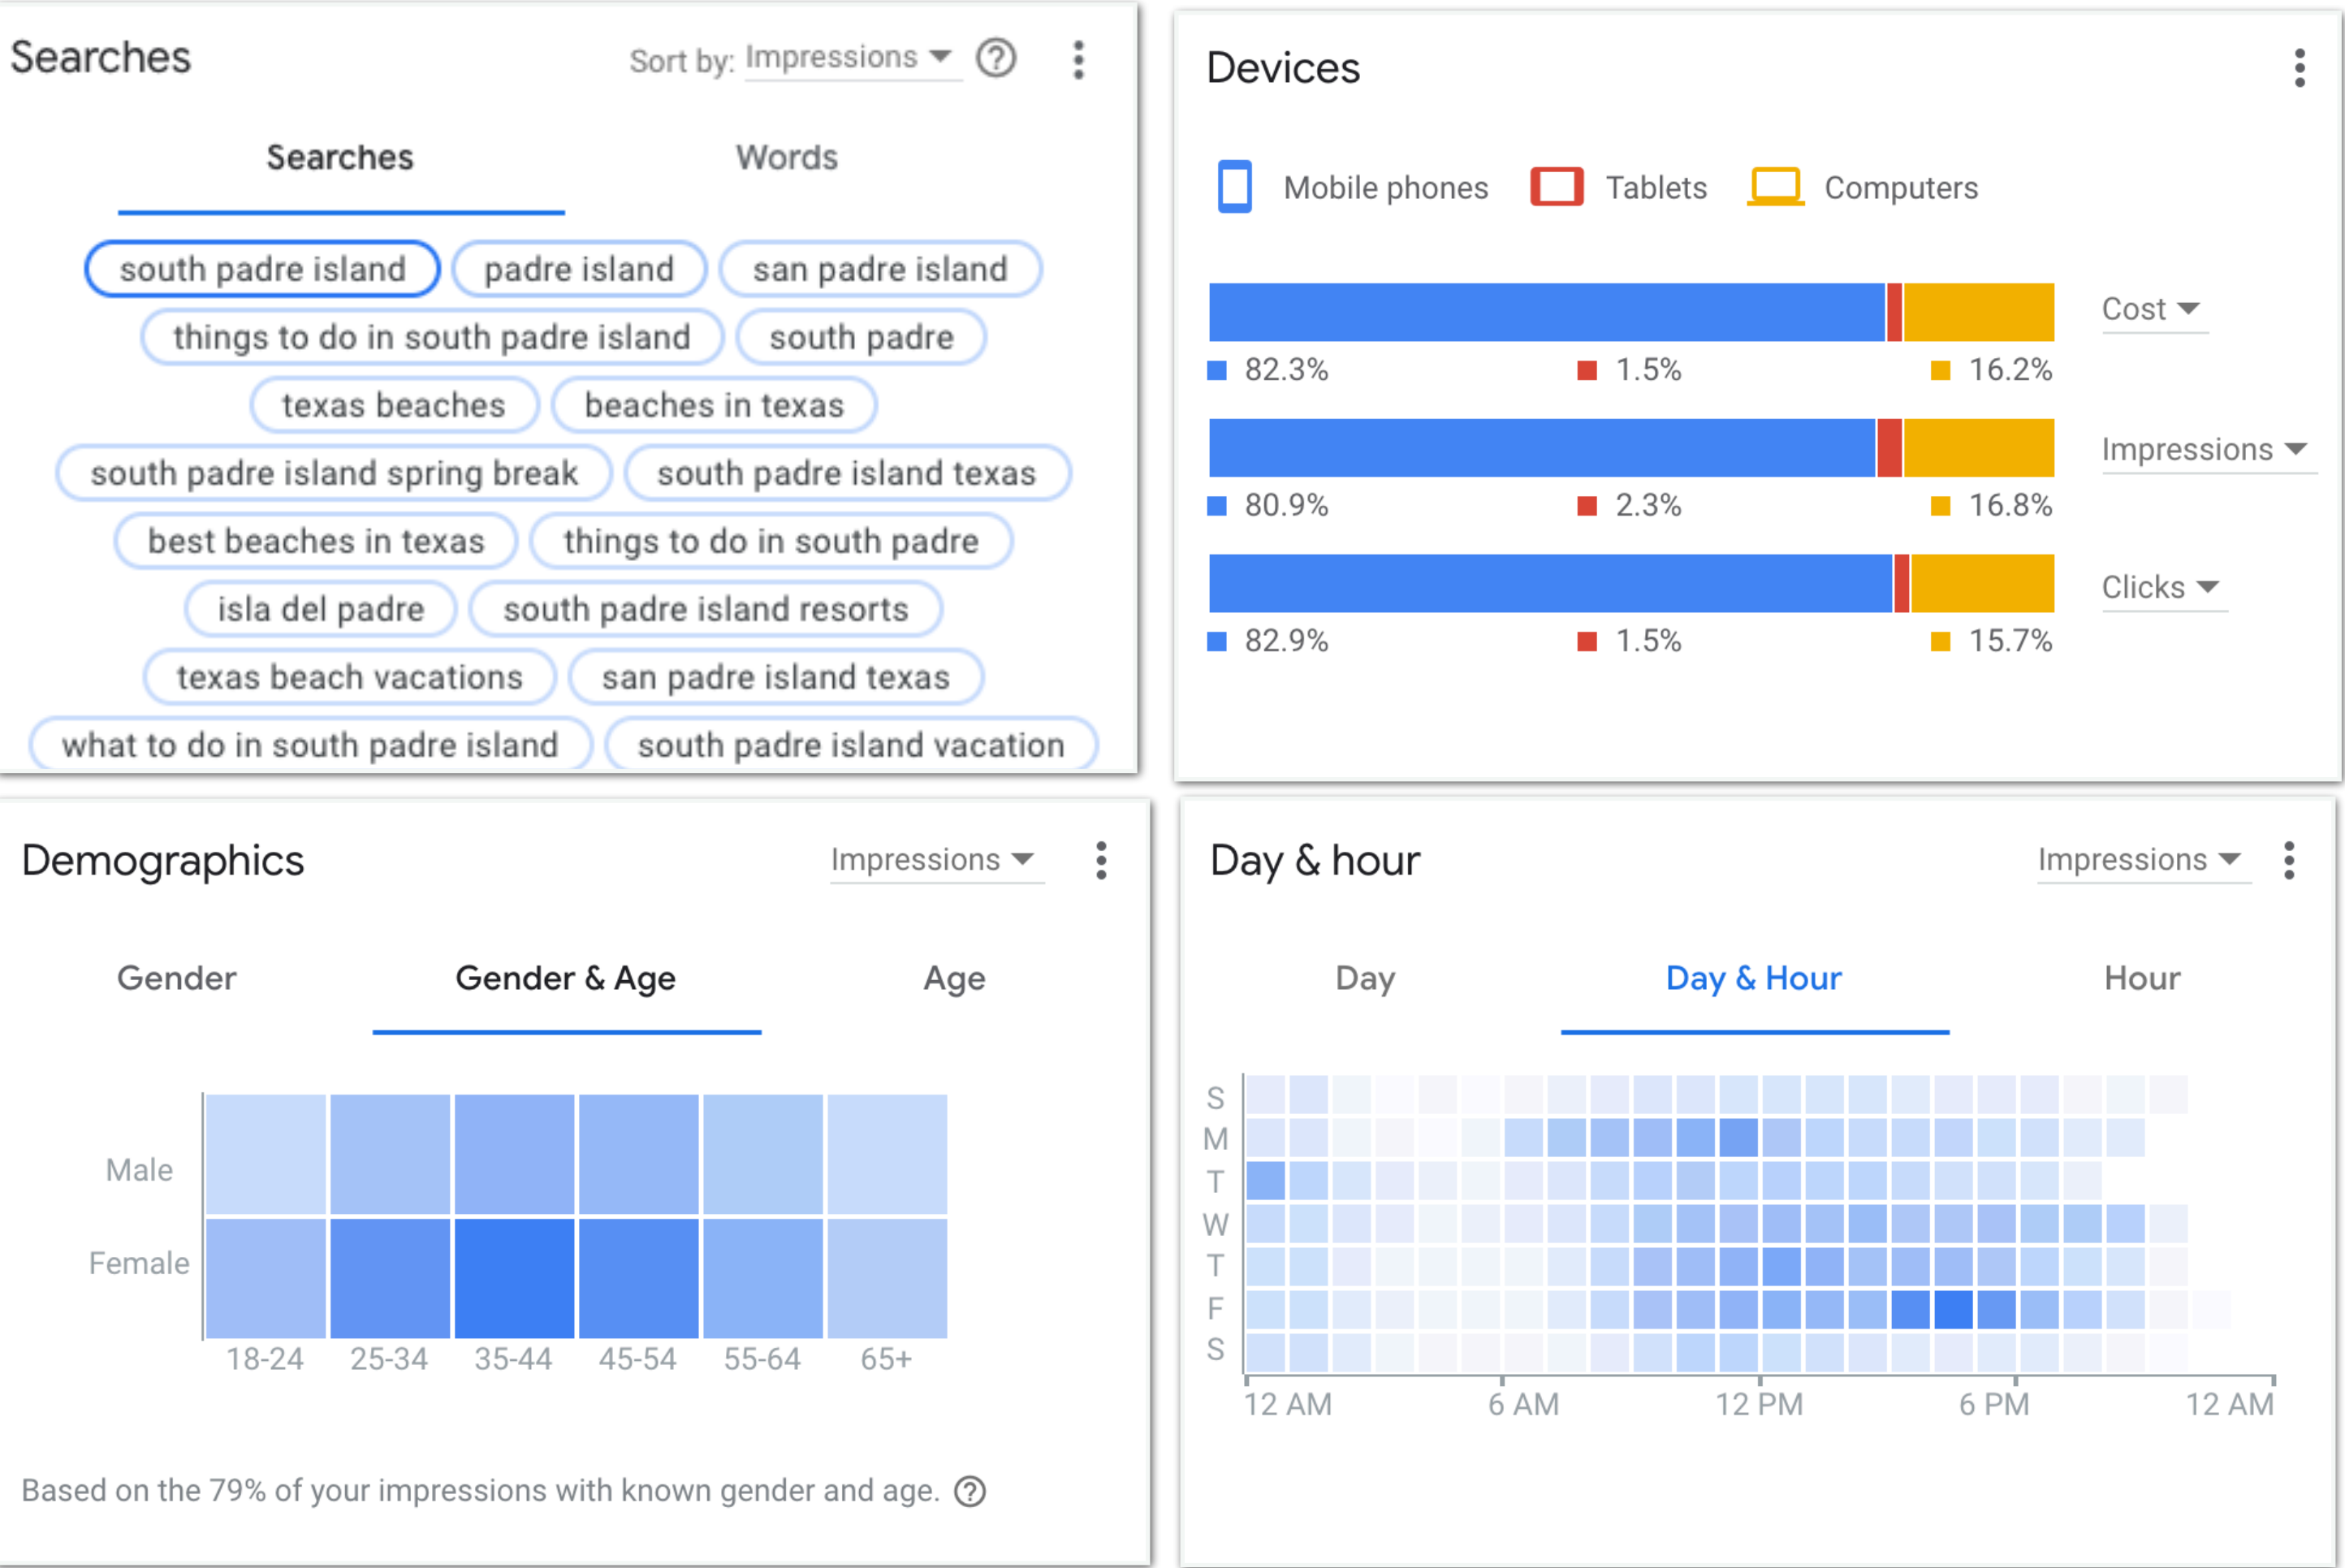 Searches
Sort by: Impressions
Searches Words
south padre island padre island san padre island
things to do in south padre island south padre
texas beaches beaches in texas
south padre island spring break south padre island texas
best beaches in texas things to do in south padre
isla del padre south padre island resorts
texas beach vacations san padre island texas
what to do in south padre island south padre island vacation
Devices
Mobile phones Tablets Computers
Cost
82.3% 1.5% 16.2%
Impressions
80.9% 2.3% 16.8%
Clicks
82.9% 1.5% 15.7%
Demographics Impressions
Gender Gender & Age Age
Male
Female
18-24 25-34 35-44 45-54 55-64 65+
Based on the 79% of your impressions with known gender and age. ?
Day & hour Impressions
Day Day & Hour Hour
S
M
T
W
T
F
S
12 AM 6 AM 12 PM 6 PM 12 AM